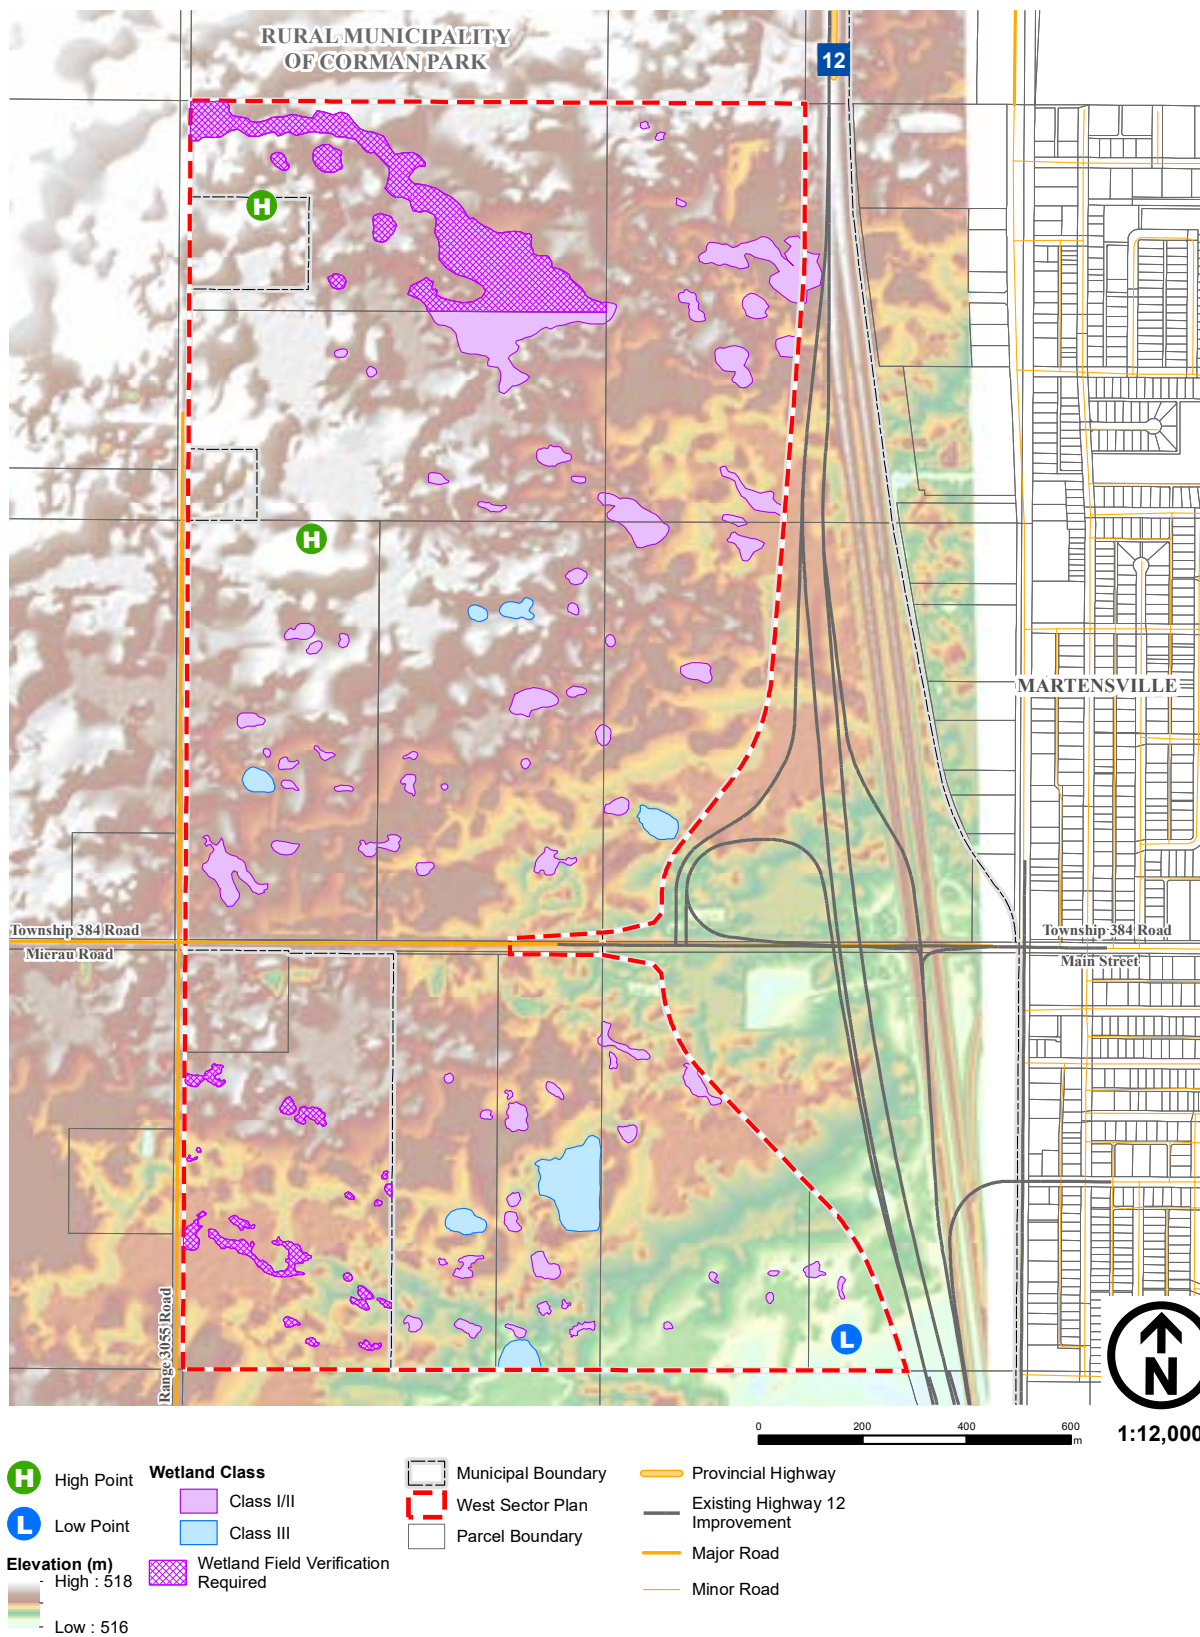 RURAL MUNICIPALITY
OF CORMAN PARK
12
H
H
MARTENSVILLE
Township 384 Road
Mierau Road
Township 384 Road
Main Street
Range 3055 Road
L
N
0 200 400 600
m
1:12,000
H High Point
L Low Point
Elevation (m)
High : 518
Low : 516
Wetland Class
Class I/II
Class III
Wetland Field Verification
Required
Municipal Boundary
West Sector Plan
Parcel Boundary
Provincial Highway
Existing Highway 12
Improvement
Major Road
Minor Road